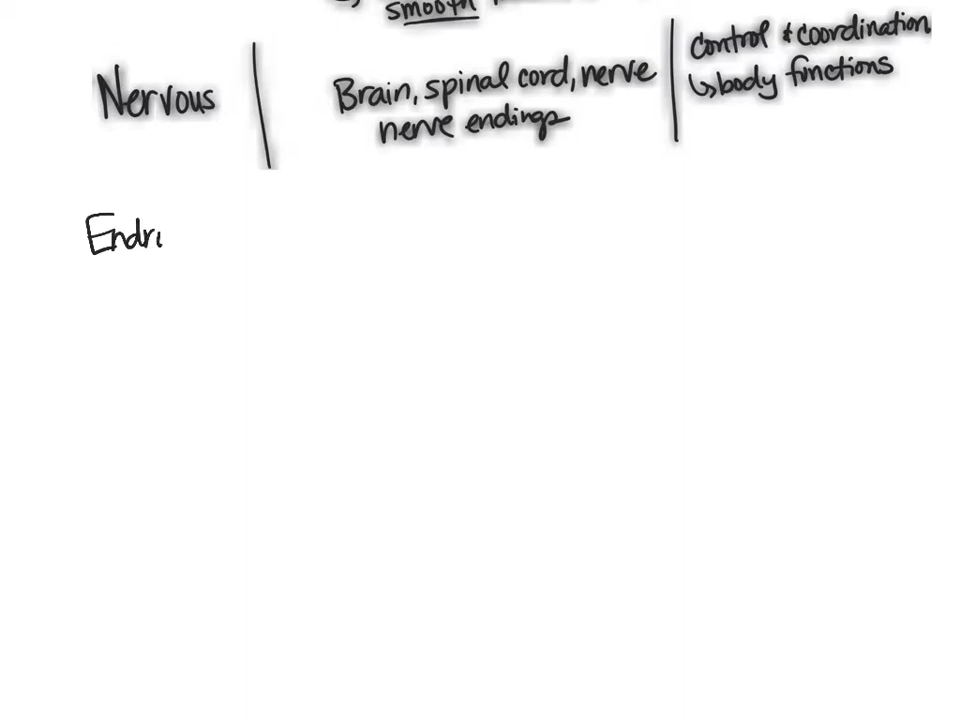 smooth
Nervous
Brain, spinal cord, nerve
nerve endings
control & coordination
↳ body functions
Endri